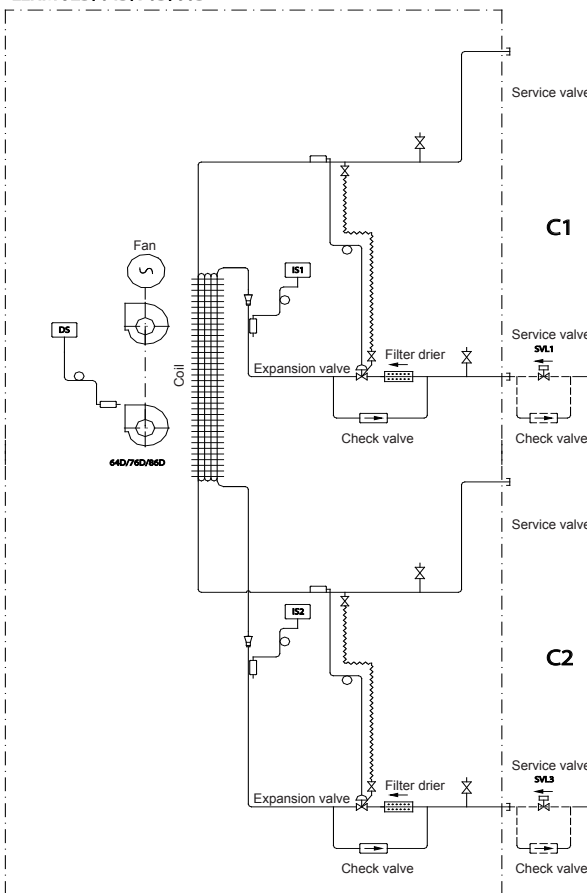 Service valve
C1
Fan
IS1
DS
Service valve
SVL1
Expansion valve
Filter drier
Coil
Check valve
Check valve
64D/76D/86D
Service valve
IS2
C2
Service valve
SVL3
Expansion valve
Filter drier
Check valve
Check valve